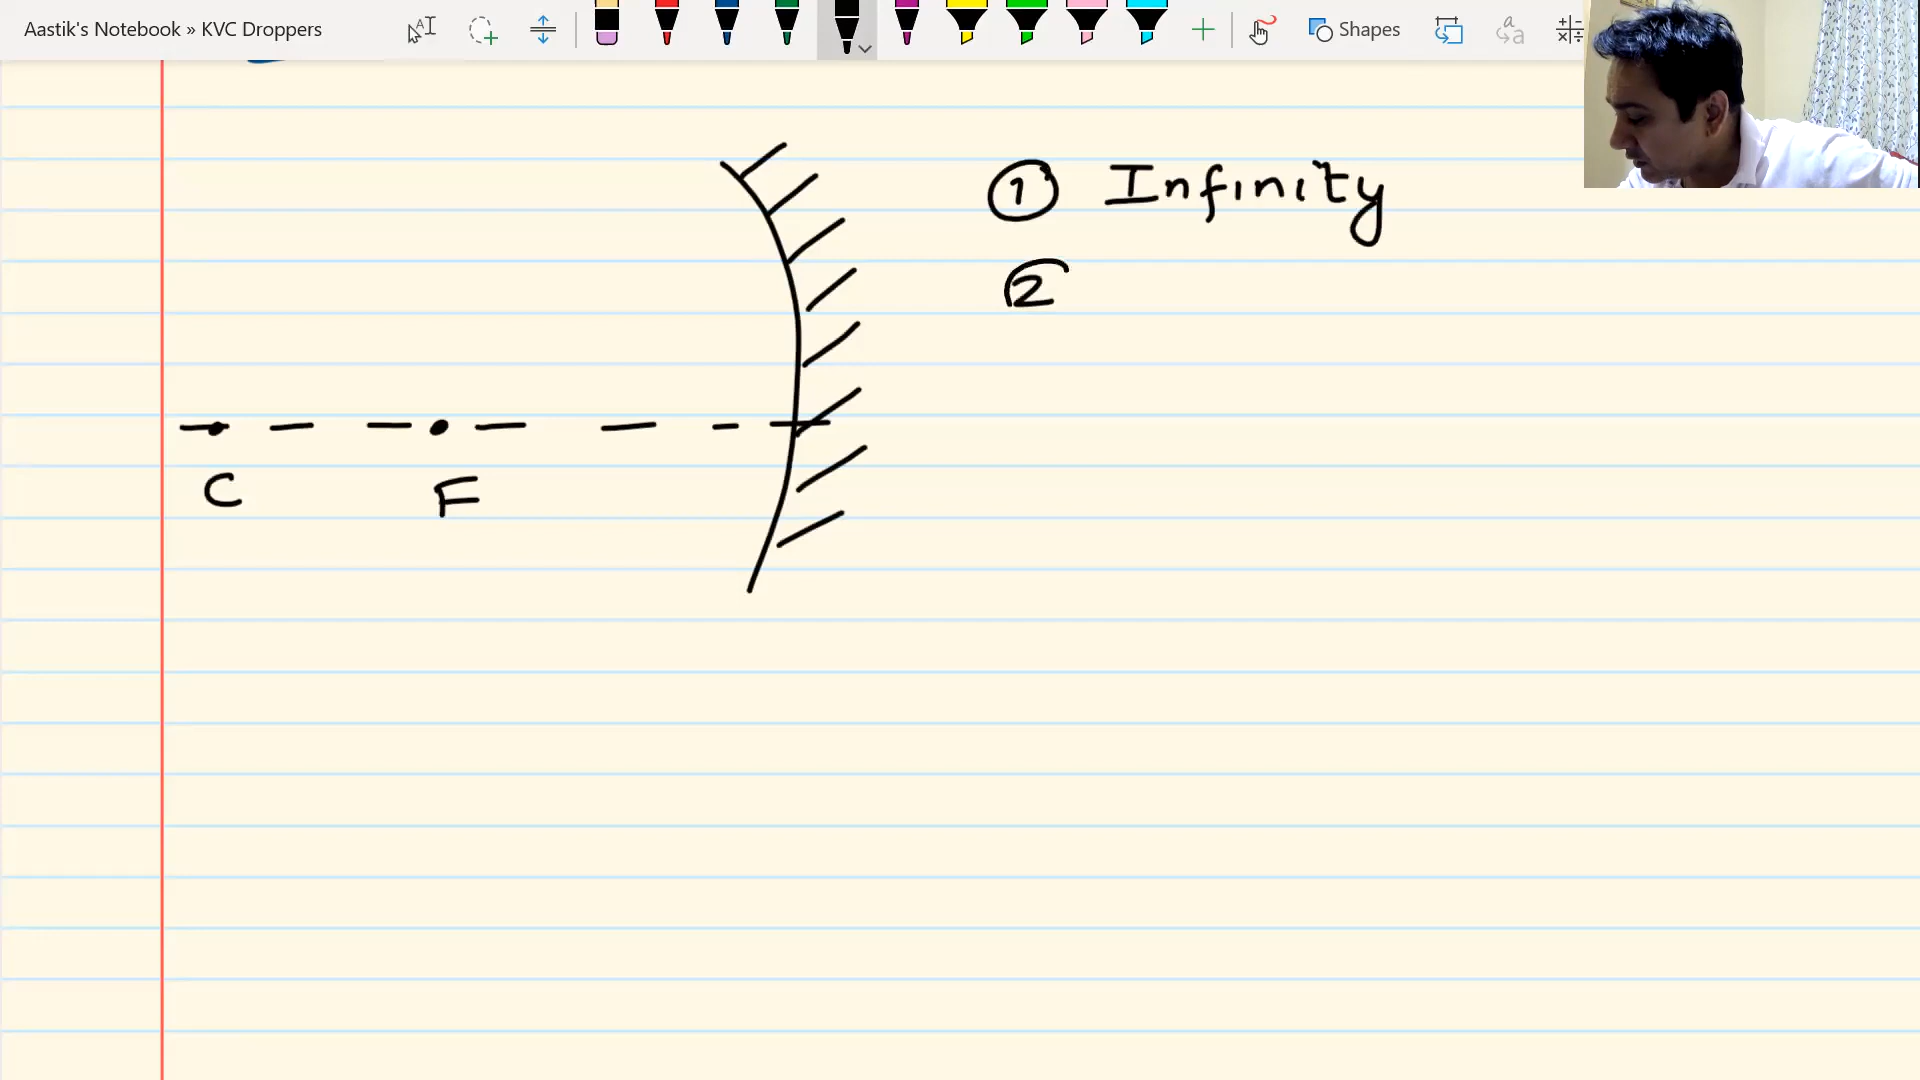 Aastik's Notebook » KVC Droppers
Shapes
① Infinity
②
C F